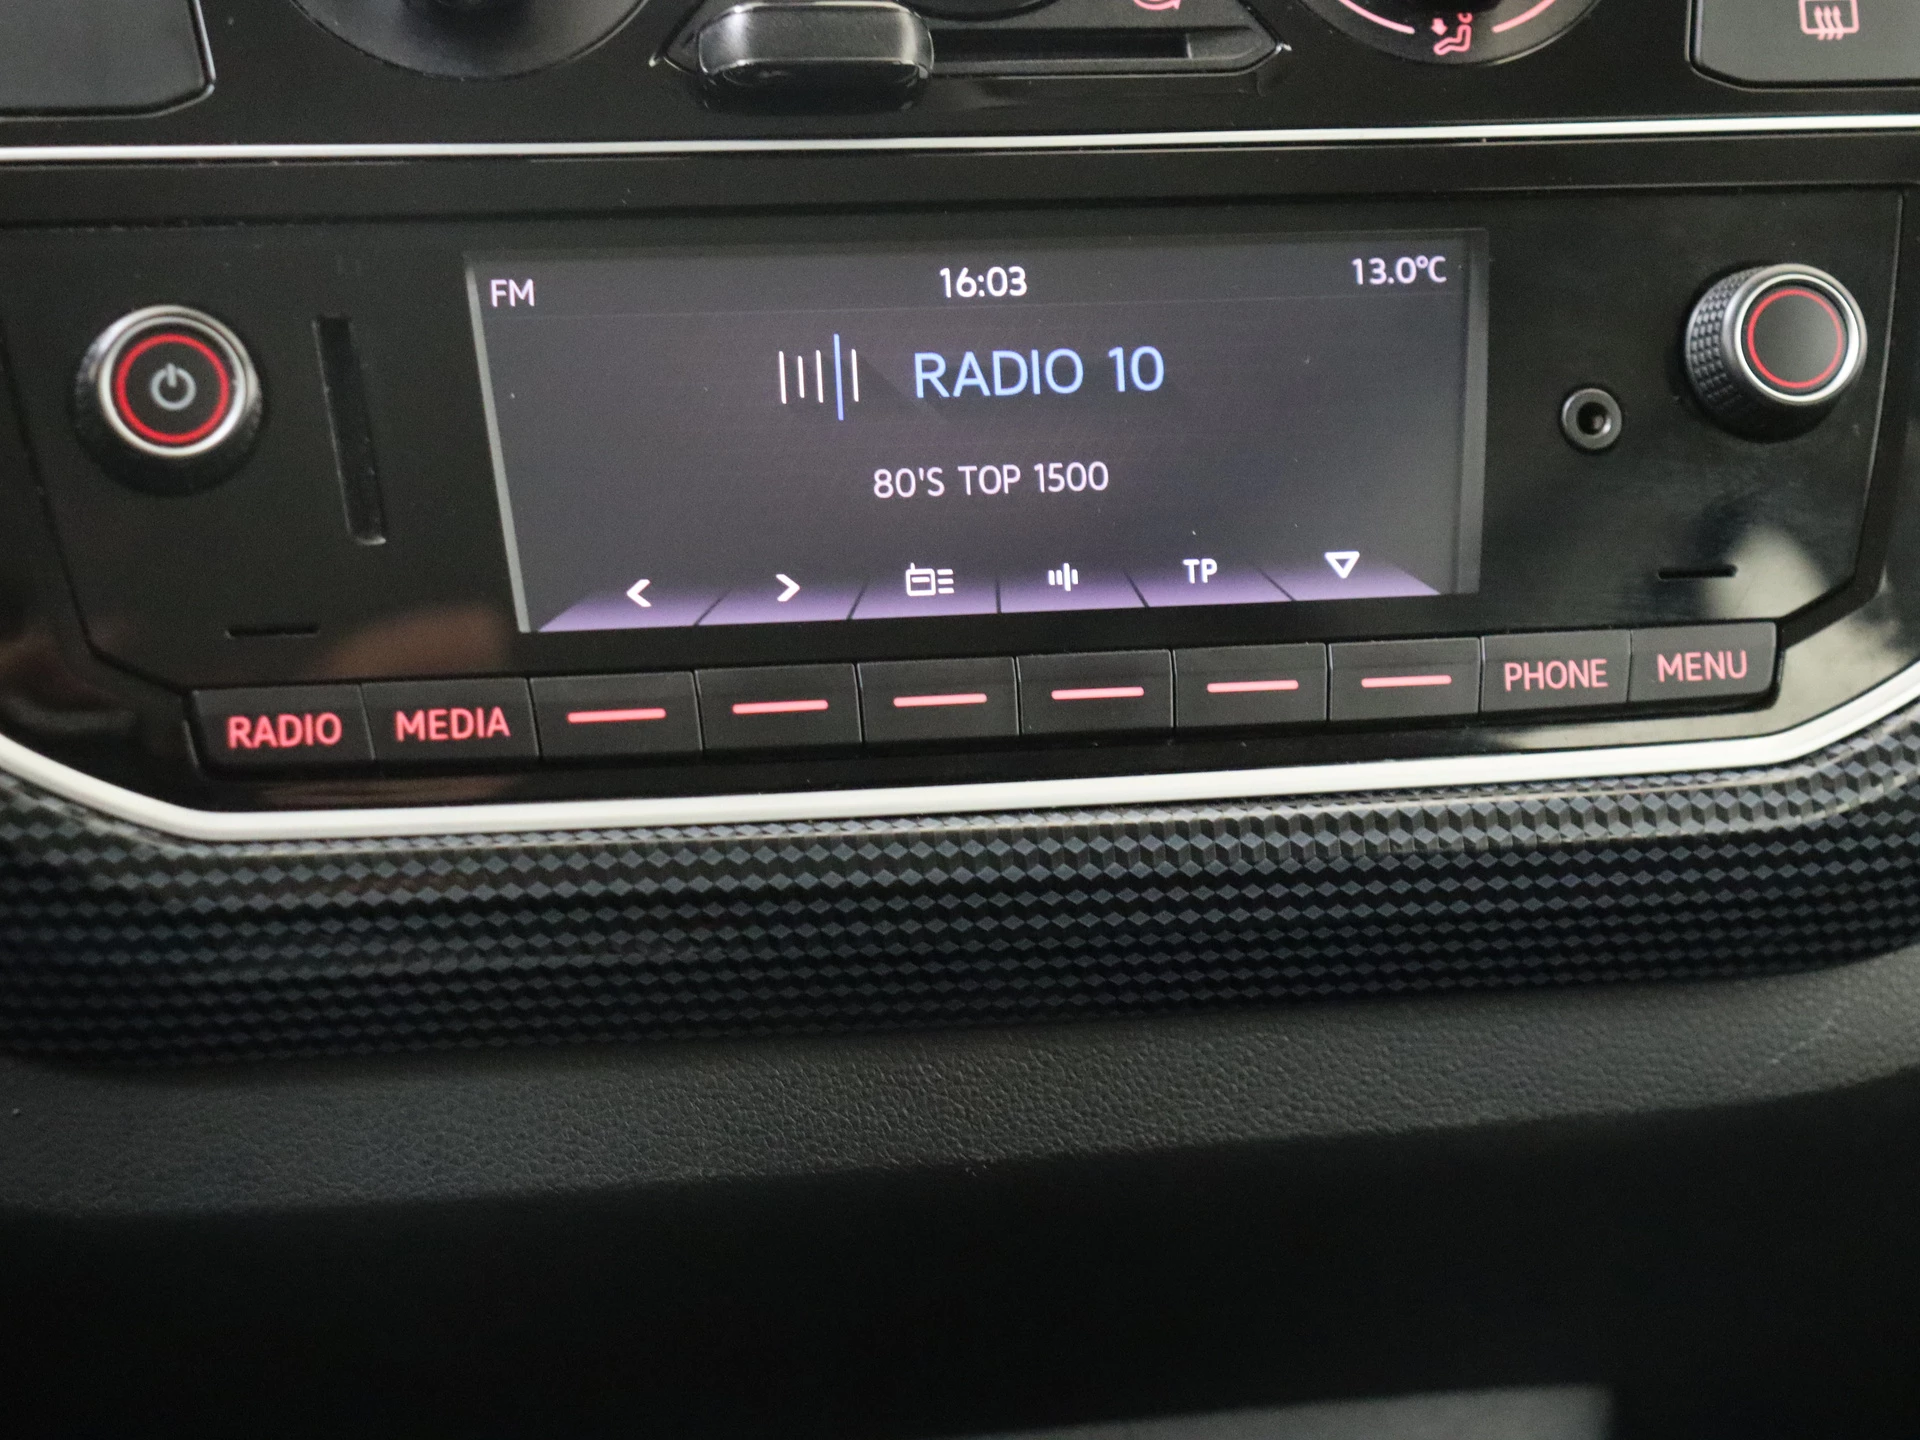 FM 16:03 13.0°C
RADIO 10
80'S TOP 1500
TP
RADIO MEDIA PHONE MENU